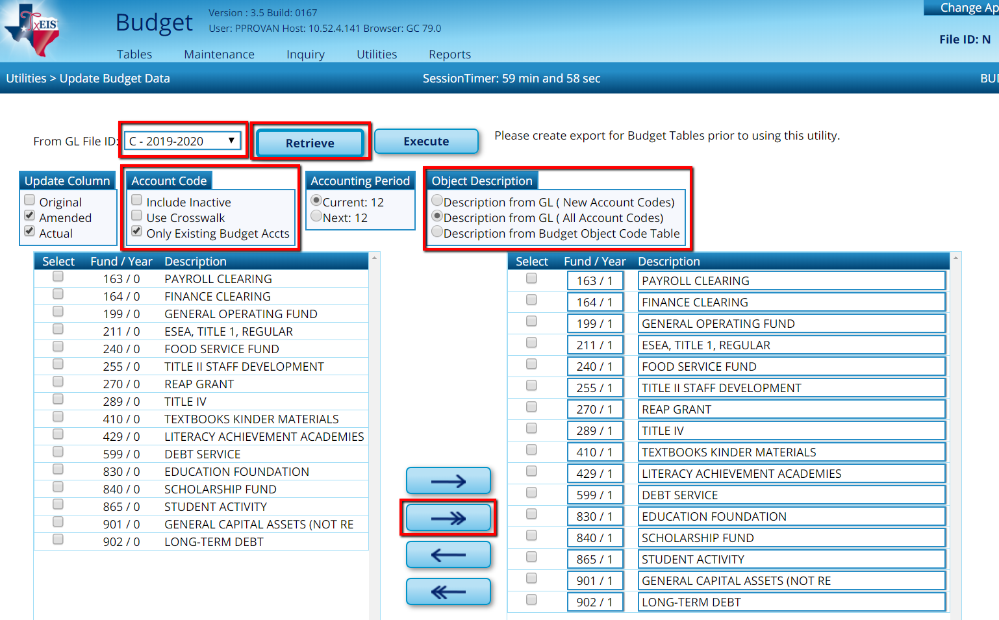 TxEIS
Budget
Version : 3.5 Build: 0167
User: PPROVAN Host: 10.52.4.141 Browser: GC 79.0
Change Ap
File ID: N
Tables Maintenance Inquiry Utilities Reports
Utilities > Update Budget Data SessionTimer: 59 min and 58 sec BUD
From GL File ID: C - 2019-2020 Retrieve Execute Please create export for Budget Tables prior to using this utility.
Update Column
Original
Amended
Actual
Account Code
Include Inactive
Use Crosswalk
Only Existing Budget Accts
Accounting Period
Current: 12
Next: 12
Object Description
Description from GL ( New Account Codes)
Description from GL ( All Account Codes)
Description from Budget Object Code Table
Select Fund / Year Description
163 / 0 PAYROLL CLEARING
164 / 0 FINANCE CLEARING
199 / 0 GENERAL OPERATING FUND
211 / 0 ESEA, TITLE 1, REGULAR
240 / 0 FOOD SERVICE FUND
255 / 0 TITLE II STAFF DEVELOPMENT
270 / 0 REAP GRANT
289 / 0 TITLE IV
410 / 0 TEXTBOOKS KINDER MATERIALS
429 / 0 LITERACY ACHIEVEMENT ACADEMIES
599 / 0 DEBT SERVICE
830 / 0 EDUCATION FOUNDATION
840 / 0 SCHOLARSHIP FUND
865 / 0 STUDENT ACTIVITY
901 / 0 GENERAL CAPITAL ASSETS (NOT RE
902 / 0 LONG-TERM DEBT
Select Fund / Year Description
163 / 1 PAYROLL CLEARING
164 / 1 FINANCE CLEARING
199 / 1 GENERAL OPERATING FUND
211 / 1 ESEA, TITLE 1, REGULAR
240 / 1 FOOD SERVICE FUND
255 / 1 TITLE II STAFF DEVELOPMENT
270 / 1 REAP GRANT
289 / 1 TITLE IV
410 / 1 TEXTBOOKS KINDER MATERIALS
429 / 1 LITERACY ACHIEVEMENT ACADEMIES
599 / 1 DEBT SERVICE
830 / 1 EDUCATION FOUNDATION
840 / 1 SCHOLARSHIP FUND
865 / 1 STUDENT ACTIVITY
901 / 1 GENERAL CAPITAL ASSETS (NOT RE
902 / 1 LONG-TERM DEBT